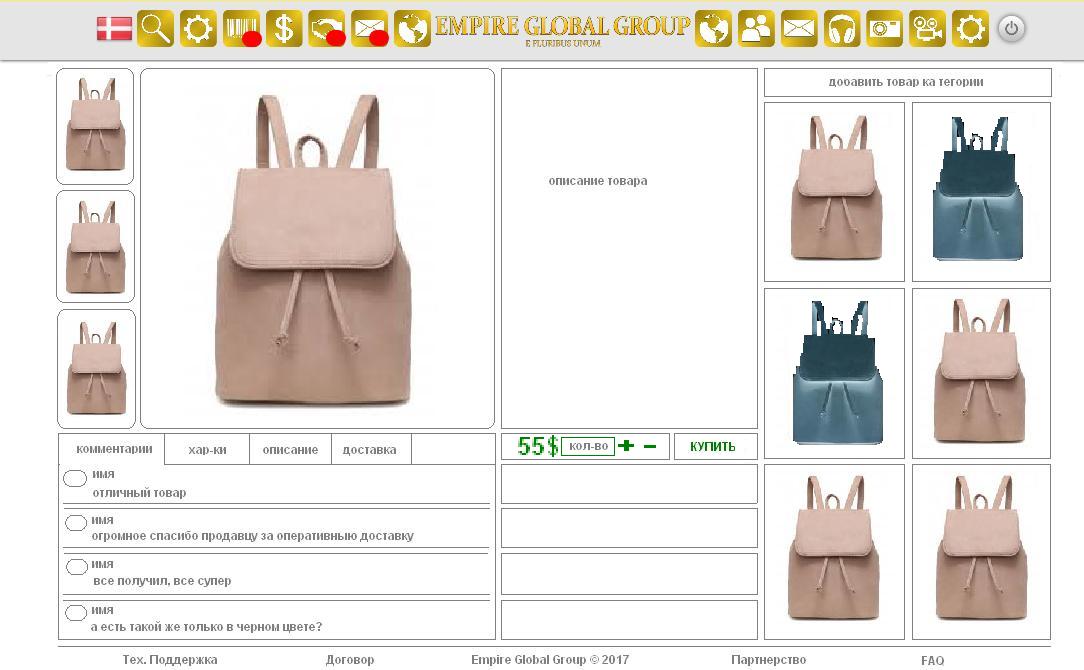 EMPIRE GLOBAL GROUP
E PLURIBUS UNUM
дооавить товар ка тегории
описание товара
комментарии
хар-ки
описание
доставка
55$
кол-во
+
-
КУПИТЬ
имя
отличный товар
имя
огромное спасибо продавцу за оперативныю доставку
имя
все получил, все супер
имя
а есть такой же только в черном цвете?
Тех. Поддержка
Договор
Empire Global Group © 2017
Партнерство
FAQ